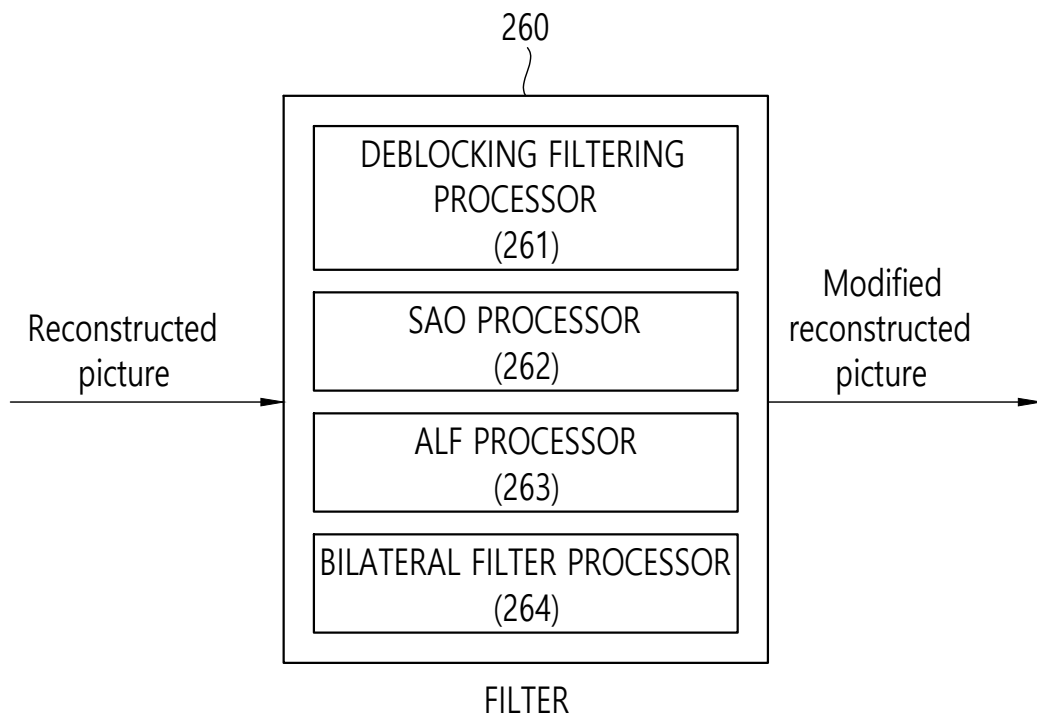 260
DEBLOCKING FILTERING
PROCESSOR
(261)
SAO PROCESSOR
(262)
ALF PROCESSOR
(263)
BILATERAL FILTER PROCESSOR
(264)
Reconstructed
picture
Modified
reconstructed
picture
FILTER